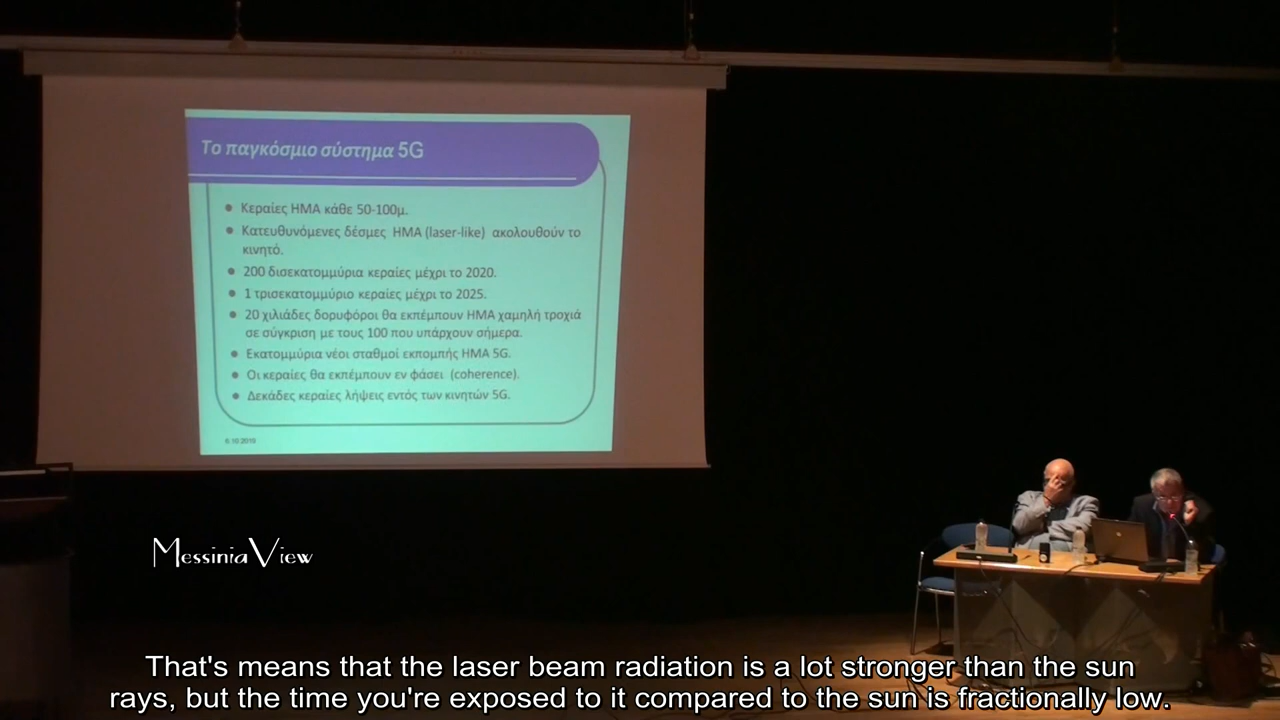 Το παγκόσμιο σύστημα 5G
Κεραίες ΗΜΑ κάθε 50-100μ.
Κατευθυνόμενες δέσμες ΗΜΑ (laser-like) ακολουθούν το
κινητό.
200 δισεκατομμύρια κεραίες μέχρι το 2020.
1 τρισεκατομμύριο κεραίες μέχρι το 2025.
20 χιλιάδες δορυφόροι θα εκπέμπουν ΗΜΑ χαμηλή τροχιά
σε σύγκριση με τους 100 που υπάρχουν σήμερα.
Εκατομμύρια νέοι σταθμοί εκπομπής ΗΜΑ 5G.
Οι κεραίες θα εκπέμπουν εν φάσει (coherence).
Δεκάδες κεραίες λήψεις εντός των κινητών 5G.
6.10.2019
MessiniaView
That's means that the laser beam radiation is a lot stronger than the sun
rays, but the time you're exposed to it compared to the sun is fractionally low.